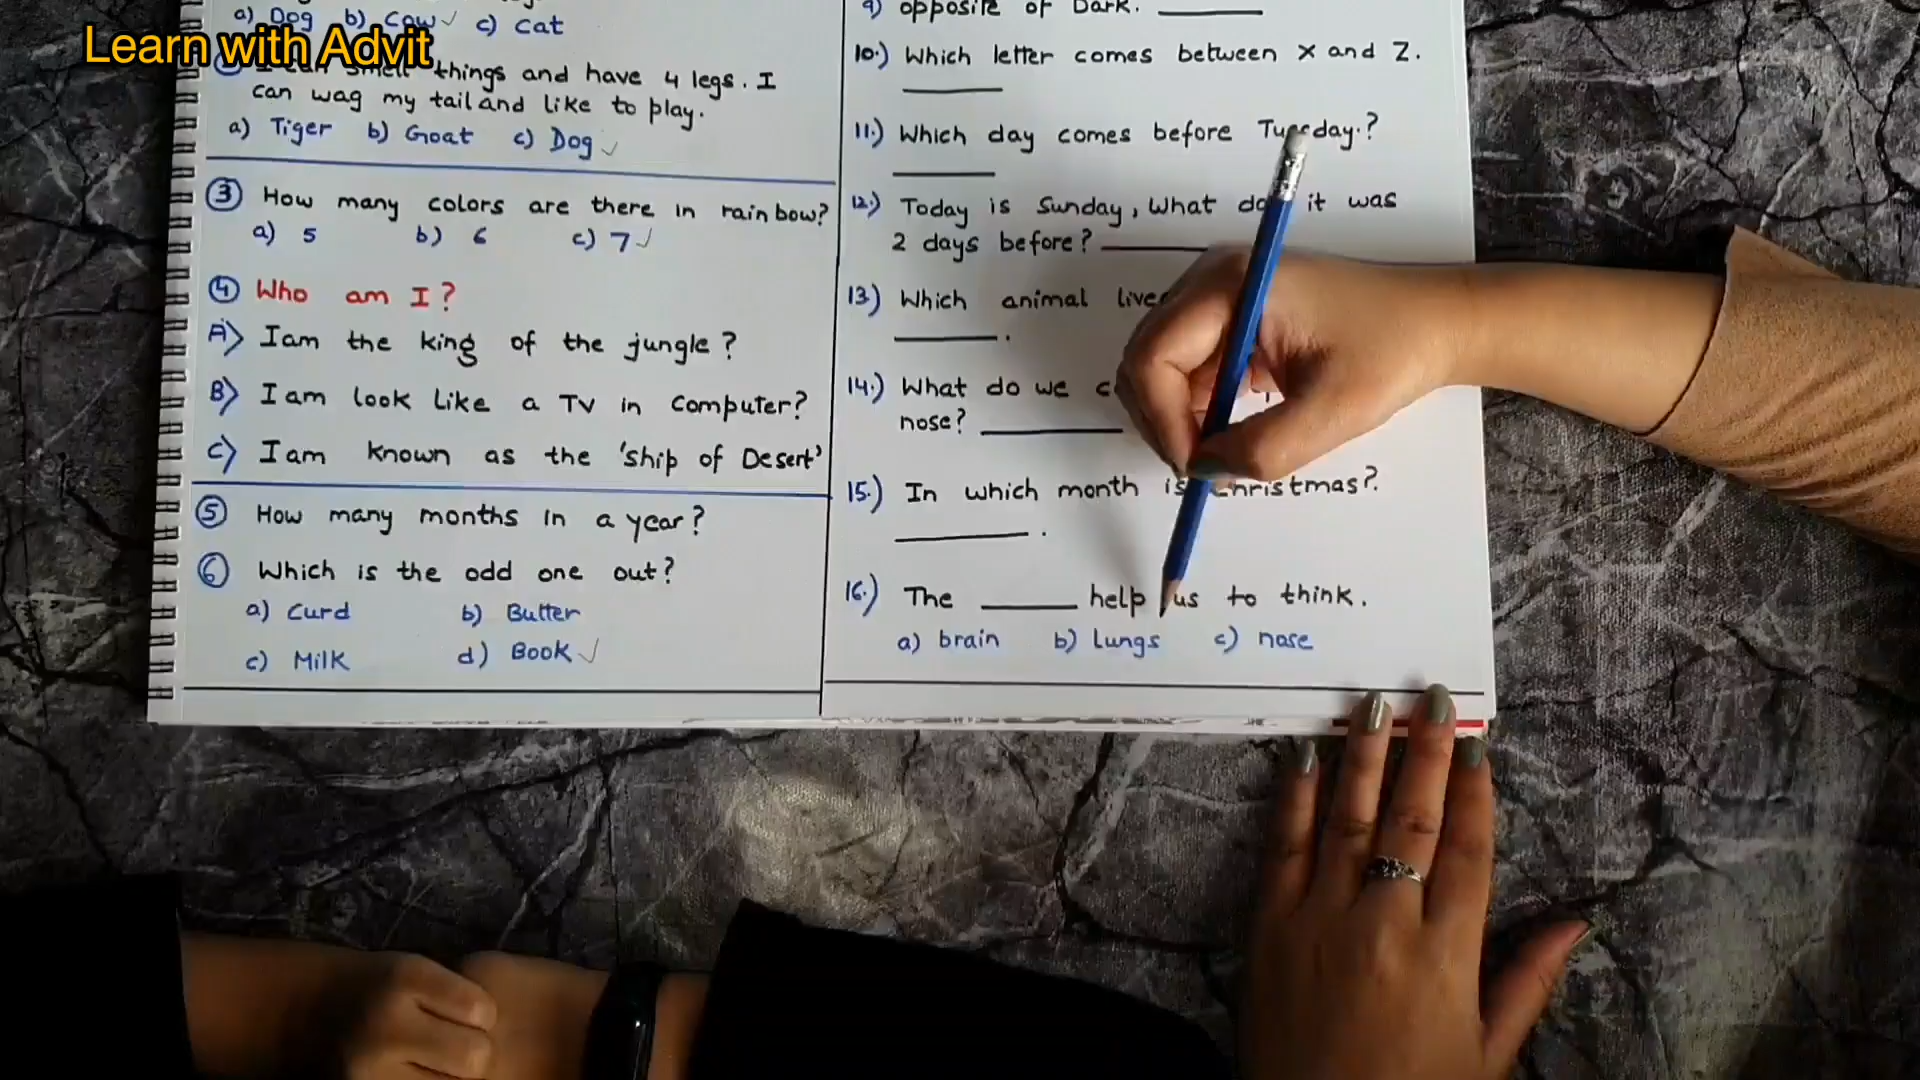 a) Dog b) Cow c) Cat
Learn with Advit
things and have 4 legs. I
can wag my tail and like to play.
a) Tiger b) Goat c) Dog
3 How many colors are there in rainbow?
a) 5 b) 6 c) 7
4 Who am I?
A) I am the king of the jungle?
B) I am look Like a TV in Computer?
C) I am known as the 'ship of Desert'
5 How many months in a year?
6 Which is the odd one out?
a) Curd b) Butter
c) Milk d) Book
9) opposite of Dark.
10.) Which letter comes between X and Z.
11.) Which day comes before Tuesday.?
12.) Today is Sunday, What it was
2 days before?
13.) Which animal
14.) What do we
nose?
15.) In which month is Christmas?.
16.) The ____ help us to think.
a) brain b) Lungs c) nose